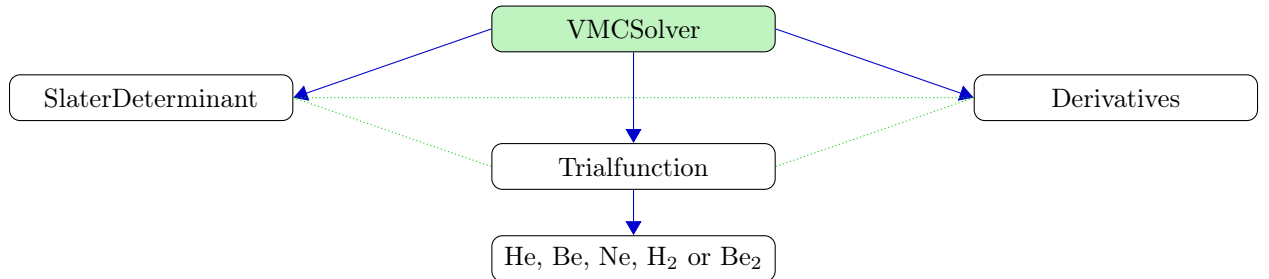 VMCSolver
SlaterDeterminant
Derivatives
Trialfunction
He, Be, Ne, H₂ or Be₂